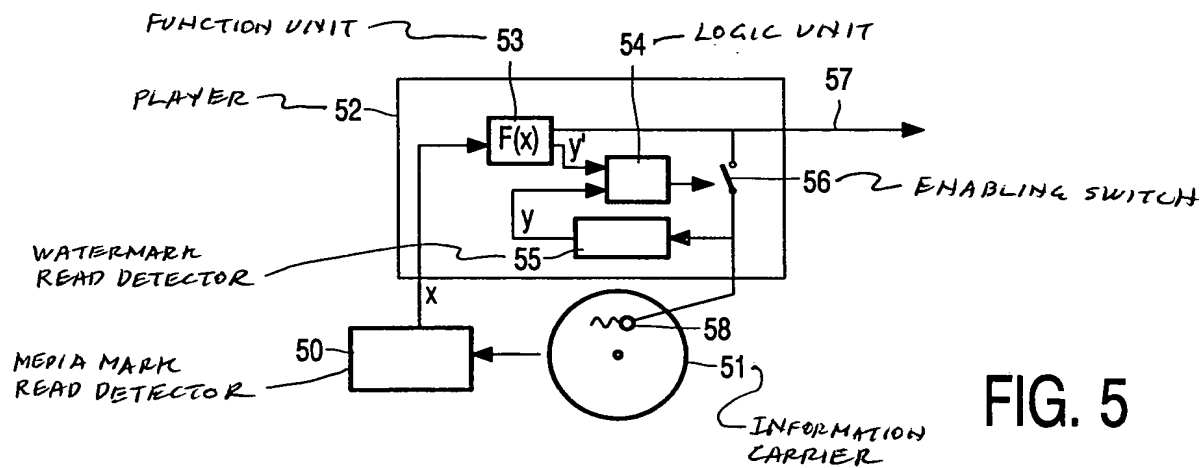 FUNCTION UNIT
53
54
LOGIC UNIT
57
PLAYER
52
F(x)
y'
56
ENABLING SWITCH
y
WATERMARK
READ DETECTOR
55
x
58
50
MEDIA MARK
READ DETECTOR
51
INFORMATION
CARRIER
FIG. 5